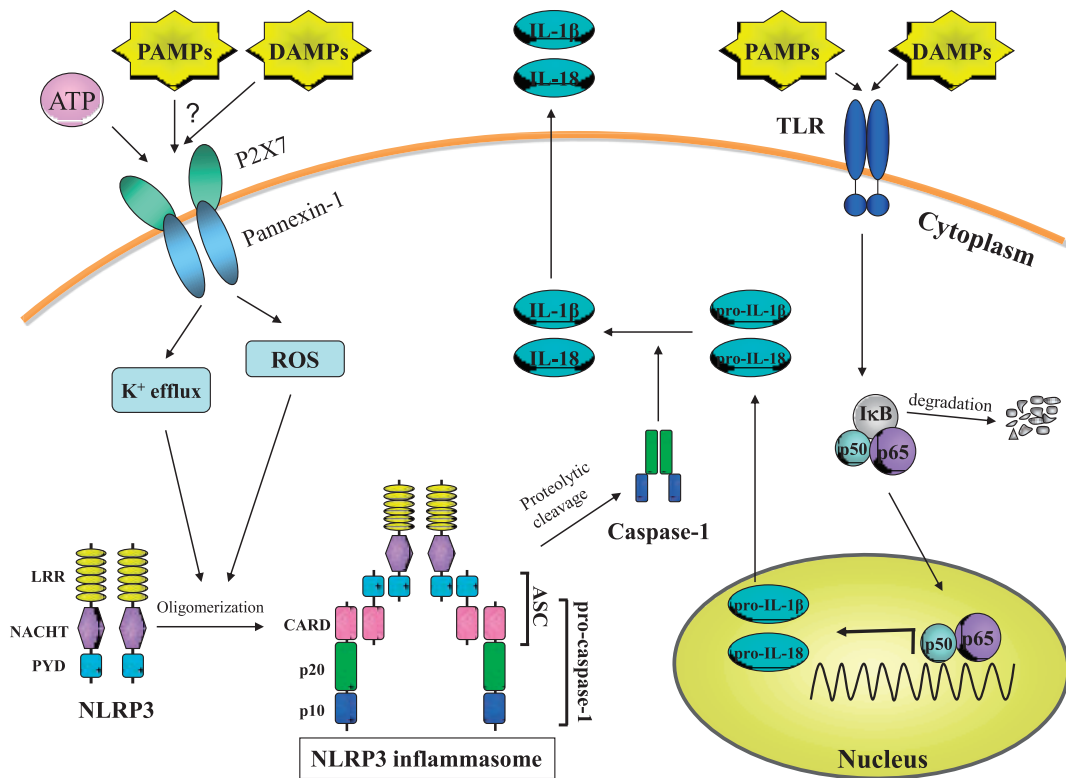 PAMPs
DAMPs
ATP
?
P2X7
Pannexin-1
K+ efflux
ROS
LRR
NACHT
PYD
NLRP3
Oligomerization
CARD
p20
p10
ASC
pro-caspase-1
NLRP3 inflammasome
Proteolytic
cleavage
Caspase-1
IL-1β
IL-18
IL-1β
IL-18
pro-IL-1β
pro-IL-18
PAMPs
DAMPs
TLR
Cytoplasm
IκB
p50
p65
degradation
pro-IL-1β
pro-IL-18
p50
p65
Nucleus